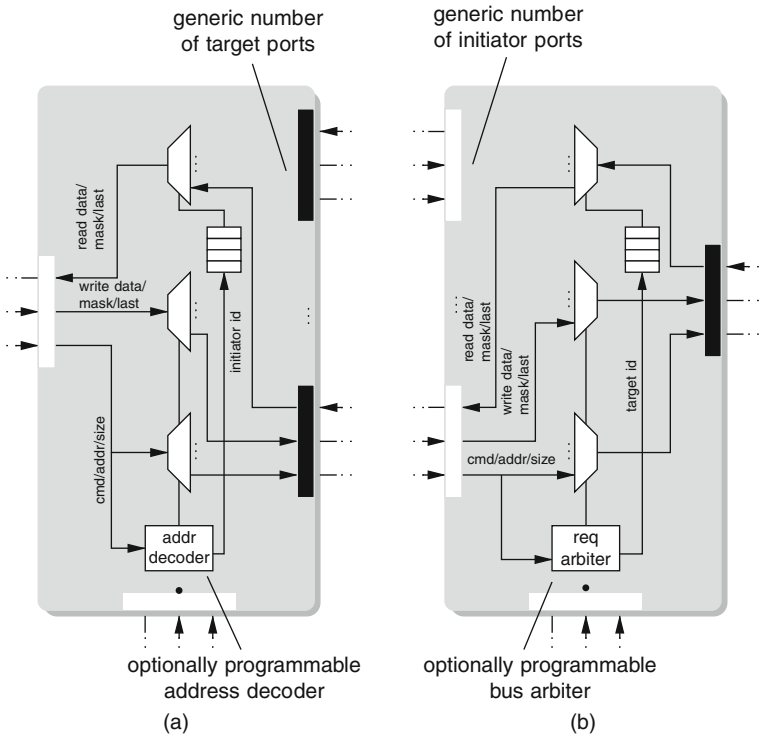 generic number
of target ports
generic number
of initiator ports
read data/
mask/last
write data/
mask/last
initiator id
cmd/addr/size
addr
decoder
optionally programmable
address decoder
(a)
read data/
mask/last
write data/
mask/last
target id
cmd/addr/size
req
arbiter
optionally programmable
bus arbiter
(b)